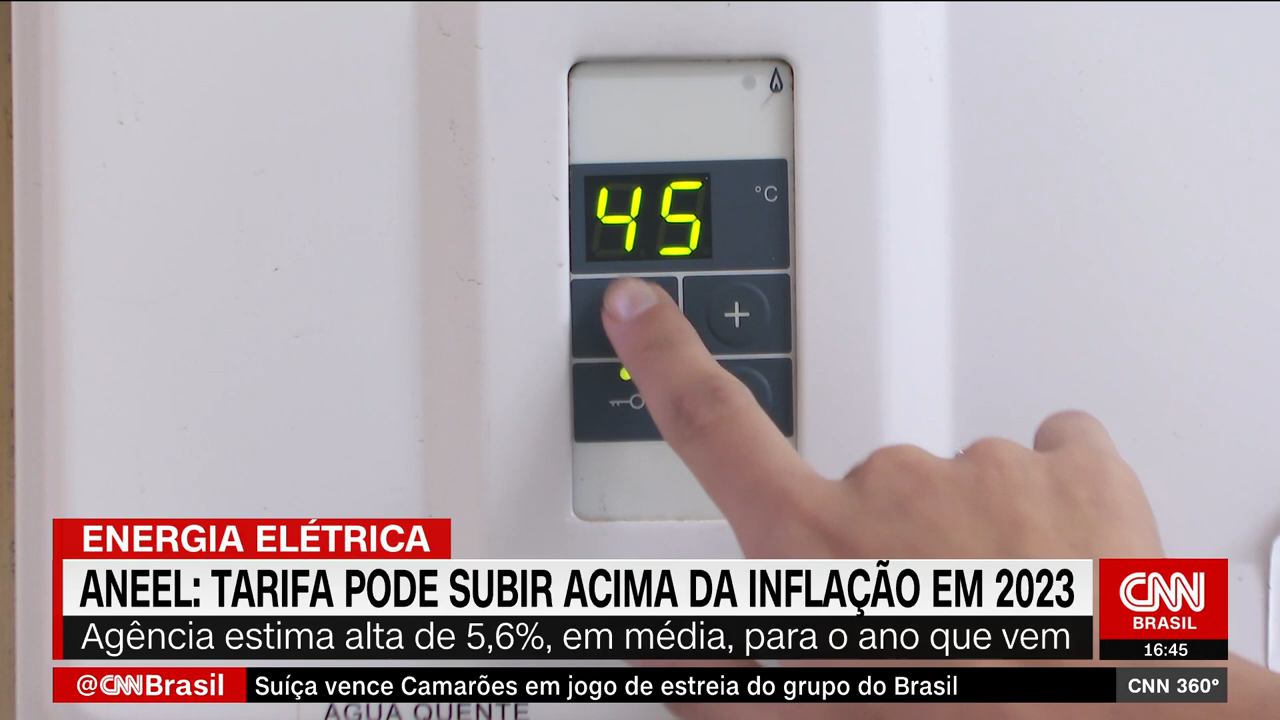 45
°C
+
ENERGIA ELÉTRICA
ANEEL: TARIFA PODE SUBIR ACIMA DA INFLAÇÃO EM 2023
Agência estima alta de 5,6%, em média, para o ano que vem
CNN
BRASIL
16:45
@CNNBrasil
Suíça vence Camarões em jogo de estreia do grupo do Brasil
CNN 360°
ÁGUA QUENTE